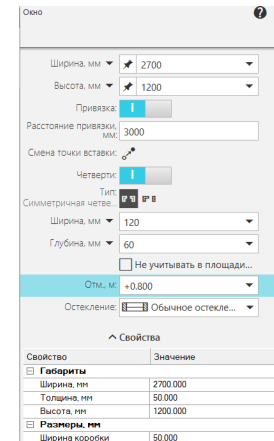 Окно
Ширина, мм 2700
Высота, мм 1200
Привязка:
Расстояние привязки, мм: 3000
Смена точки вставки:
Четверти:
Тип:
Симметричная четве...
Ширина, мм 120
Глубина, мм 60
Не учитывать в площади...
Отм., м: +0.800
Остекление: Обычное остекле...
Свойства
Свойство Значение
Габариты
Ширина, мм 2700.000
Толщина, мм 50.000
Высота, мм 1200.000
Размеры, мм
Ширина коробки 50.000